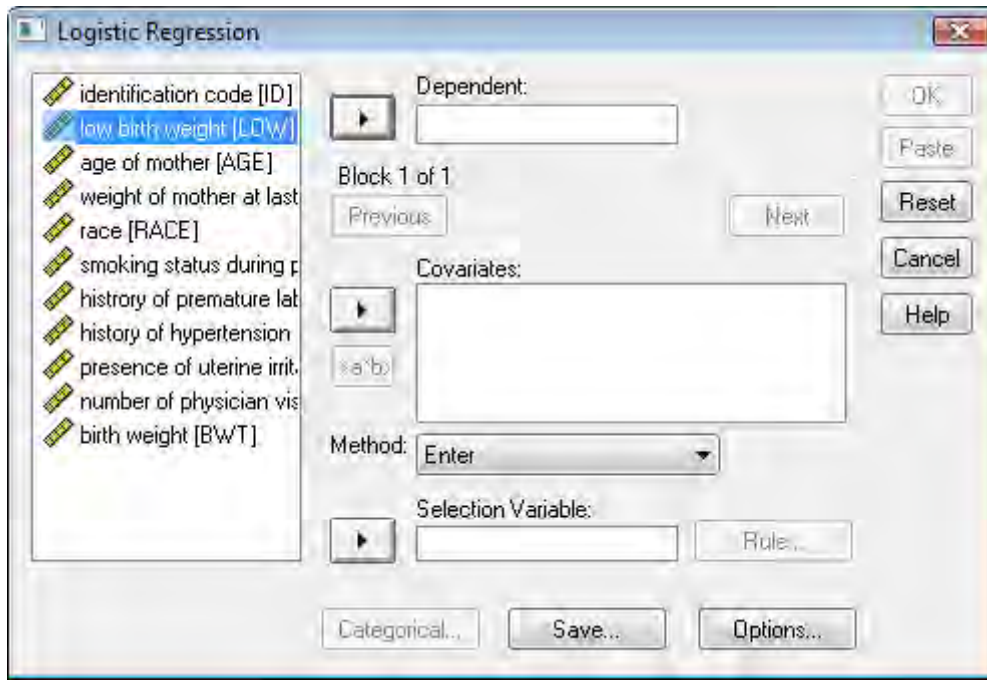 Logistic Regression
identification code [ID]
low birth weight [LOW]
age of mother [AGE]
weight of mother at last
race [RACE]
smoking status during p
histrory of premature lat
history of hypertension
presence of uterine irrit
number of physician vis
birth weight [BWT]
Dependent:
Block 1 of 1
Previous
Next
Covariates:
>a*b>
Method:
Enter
Selection Variable:
Rule...
Categorical...
Save...
Options...
OK
Paste
Reset
Cancel
Help